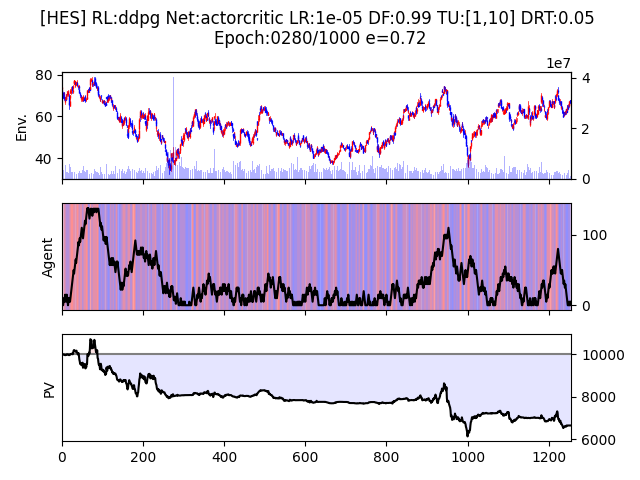 [HES] RL:ddpg Net:actorcritic LR:1e-05 DF:0.99 TU:[1,10] DRT:0.05
Epoch:0280/1000 e=0.72
1e7
80
60
40
Env.
4
2
0
Agent
100
0
PV
10000
8000
6000
0 200 400 600 800 1000 1200